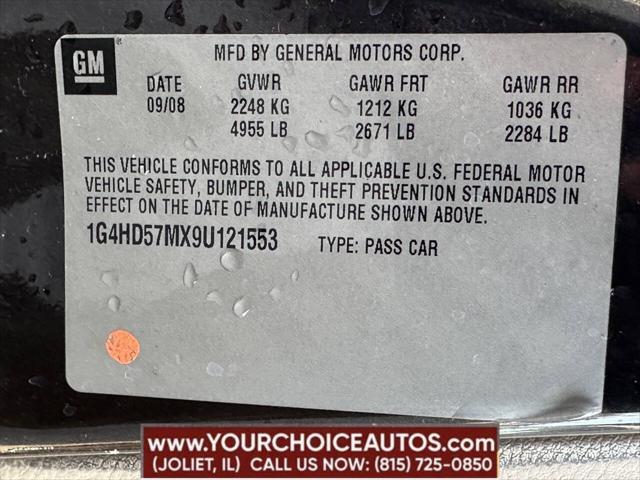 GM
MFD BY GENERAL MOTORS CORP.
DATE GVWR GAWR FRT GAWR RR
09/08 2248 KG 1212 KG 1036 KG
4955 LB 2671 LB 2284 LB
THIS VEHICLE CONFORMS TO ALL APPLICABLE U.S. FEDERAL MOTOR
VEHICLE SAFETY, BUMPER, AND THEFT PREVENTION STANDARDS IN
EFFECT ON THE DATE OF MANUFACTURE SHOWN ABOVE.
1G4HD57MX9U121553 TYPE: PASS CAR
WWW.YOURCHOICEAUTOS.COM
(JOLIET, IL) CALL US NOW: (815) 725-0850